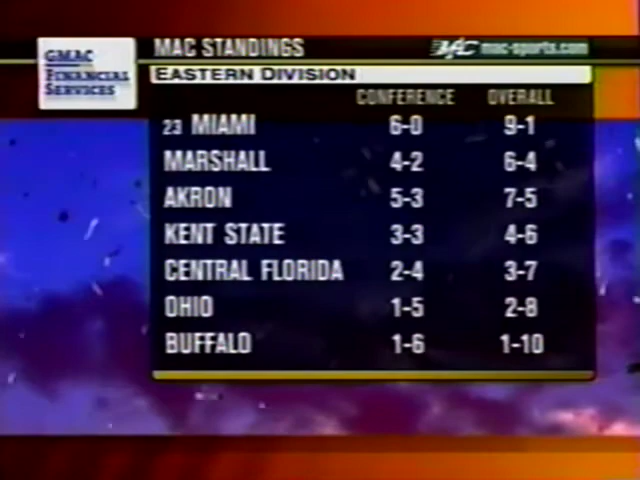 GMAC
FINANCIAL
SERVICES
MAC STANDINGS
MAC mac-sports.com
EASTERN DIVISION
CONFERENCE OVERALL
23 MIAMI 6-0 9-1
MARSHALL 4-2 6-4
AKRON 5-3 7-5
KENT STATE 3-3 4-6
CENTRAL FLORIDA 2-4 3-7
OHIO 1-5 2-8
BUFFALO 1-6 1-10